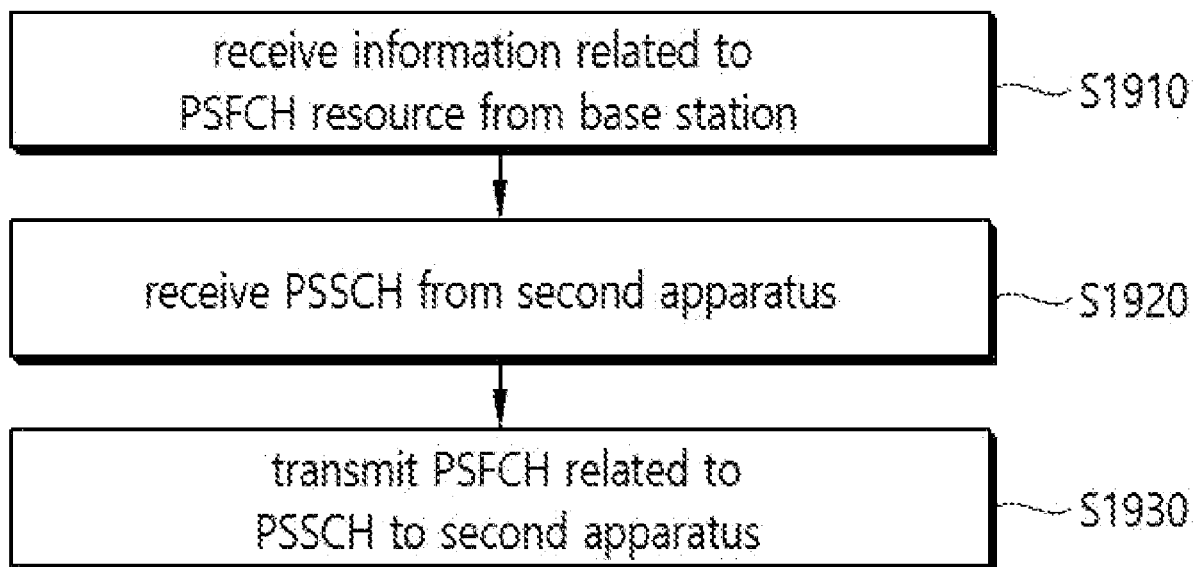 receive information related to
PSFCH resource from base station
S1910
receive PSSCH from second apparatus
S1920
transmit PSFCH related to
PSSCH to second apparatus
S1930